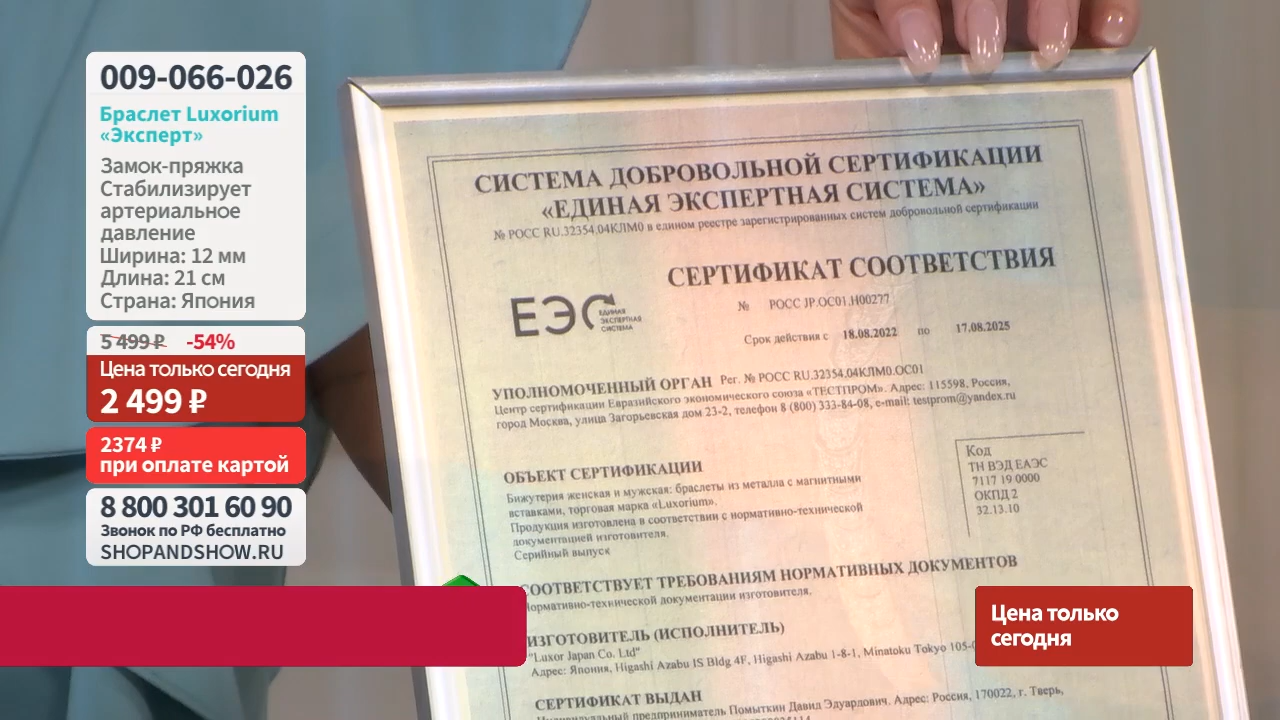 009-066-026
Браслет Luxorium
«Эксперт»
Замок-пряжка
Стабилизирует
артериальное
давление
Ширина: 12 мм
Длина: 21 см
Страна: Япония
5 499 ₽ -54%
Цена только сегодня
2 499 ₽
2374 ₽
при оплате картой
8 800 301 60 90
Звонок по РФ бесплатно
SHOPANDSHOW.RU
СИСТЕМА ДОБРОВОЛЬНОЙ СЕРТИФИКАЦИИ
«ЕДИНАЯ ЭКСПЕРТНАЯ СИСТЕМА»
№ РОСС RU.32354.04КЛМ0 в едином реестре зарегистрированных систем добровольной сертификации
СЕРТИФИКАТ СООТВЕТСТВИЯ
ЕЭС ЕДИНАЯ
ЭКСПЕРТНАЯ
СИСТЕМА
№ РОСС JP.ОС01.Н00277
Срок действия с 18.08.2022 по 17.08.2025
УПОЛНОМОЧЕННЫЙ ОРГАН Рег. № РОСС RU.32354.04КЛМ0.ОС01
Центр сертификации Евразийского экономического союза «ТЕСТПРОМ». Адрес: 115598, Россия,
город Москва, улица Загорьевская дом 23-2, телефон 8 (800) 333-84-08, e-mail: testprom@yandex.ru
ОБЪЕКТ СЕРТИФИКАЦИИ
Бижутерия женская и мужская: браслеты из металла с магнитными
вставками, торговая марка «Luxorium».
Продукция изготовлена в соответствии с нормативно-технической
документацией изготовителя.
Серийный выпуск
Код
ТН ВЭД ЕАЭС
7117 19 0000
ОКПД 2
32.13.10
СООТВЕТСТВУЕТ ТРЕБОВАНИЯМ НОРМАТИВНЫХ ДОКУМЕНТОВ
Нормативно-технической документации изготовителя.
ИЗГОТОВИТЕЛЬ (ИСПОЛНИТЕЛЬ)
"Luxor Japan Co. Ltd"
Адрес: Япония, Higashi Azabu IS Bldg 4F, Higashi Azabu 1-8-1, Minatoku Tokyo 105-
СЕРТИФИКАТ ВЫДАН
Индивидуальный предприниматель Помыткин Давид Эдуардович. Адрес: Россия, 170022, г. Тверь,
Цена только
сегодня